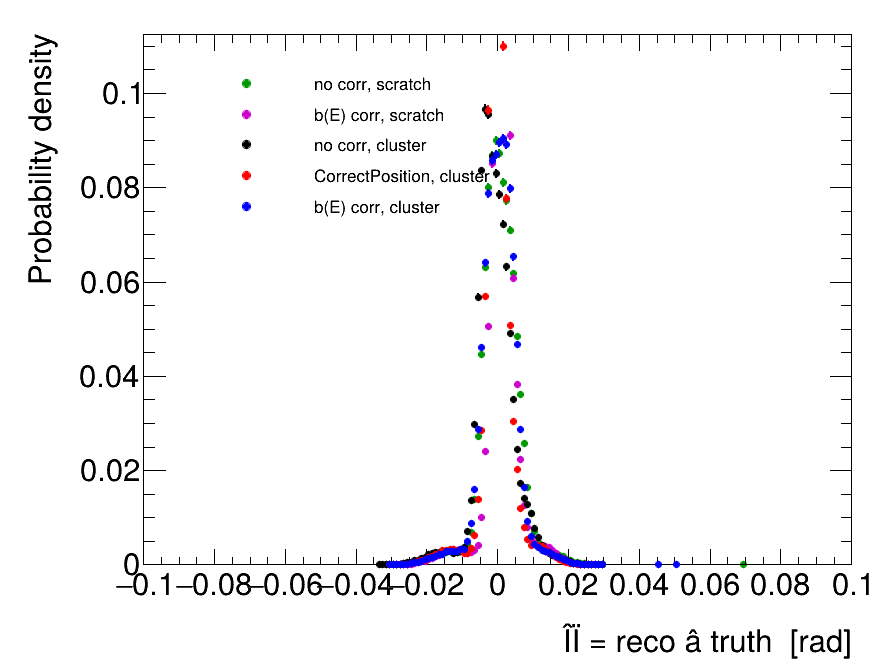 Probability density
no corr, scratch
b(E) corr, scratch
no corr, cluster
CorrectPosition, cluster
b(E) corr, cluster
0.1
0.08
0.06
0.04
0.02
0
−0.1 −0.08 −0.06 −0.04 −0.02 0 0.02 0.04 0.06 0.08 0.1
ÎÏ = reco â truth [rad]